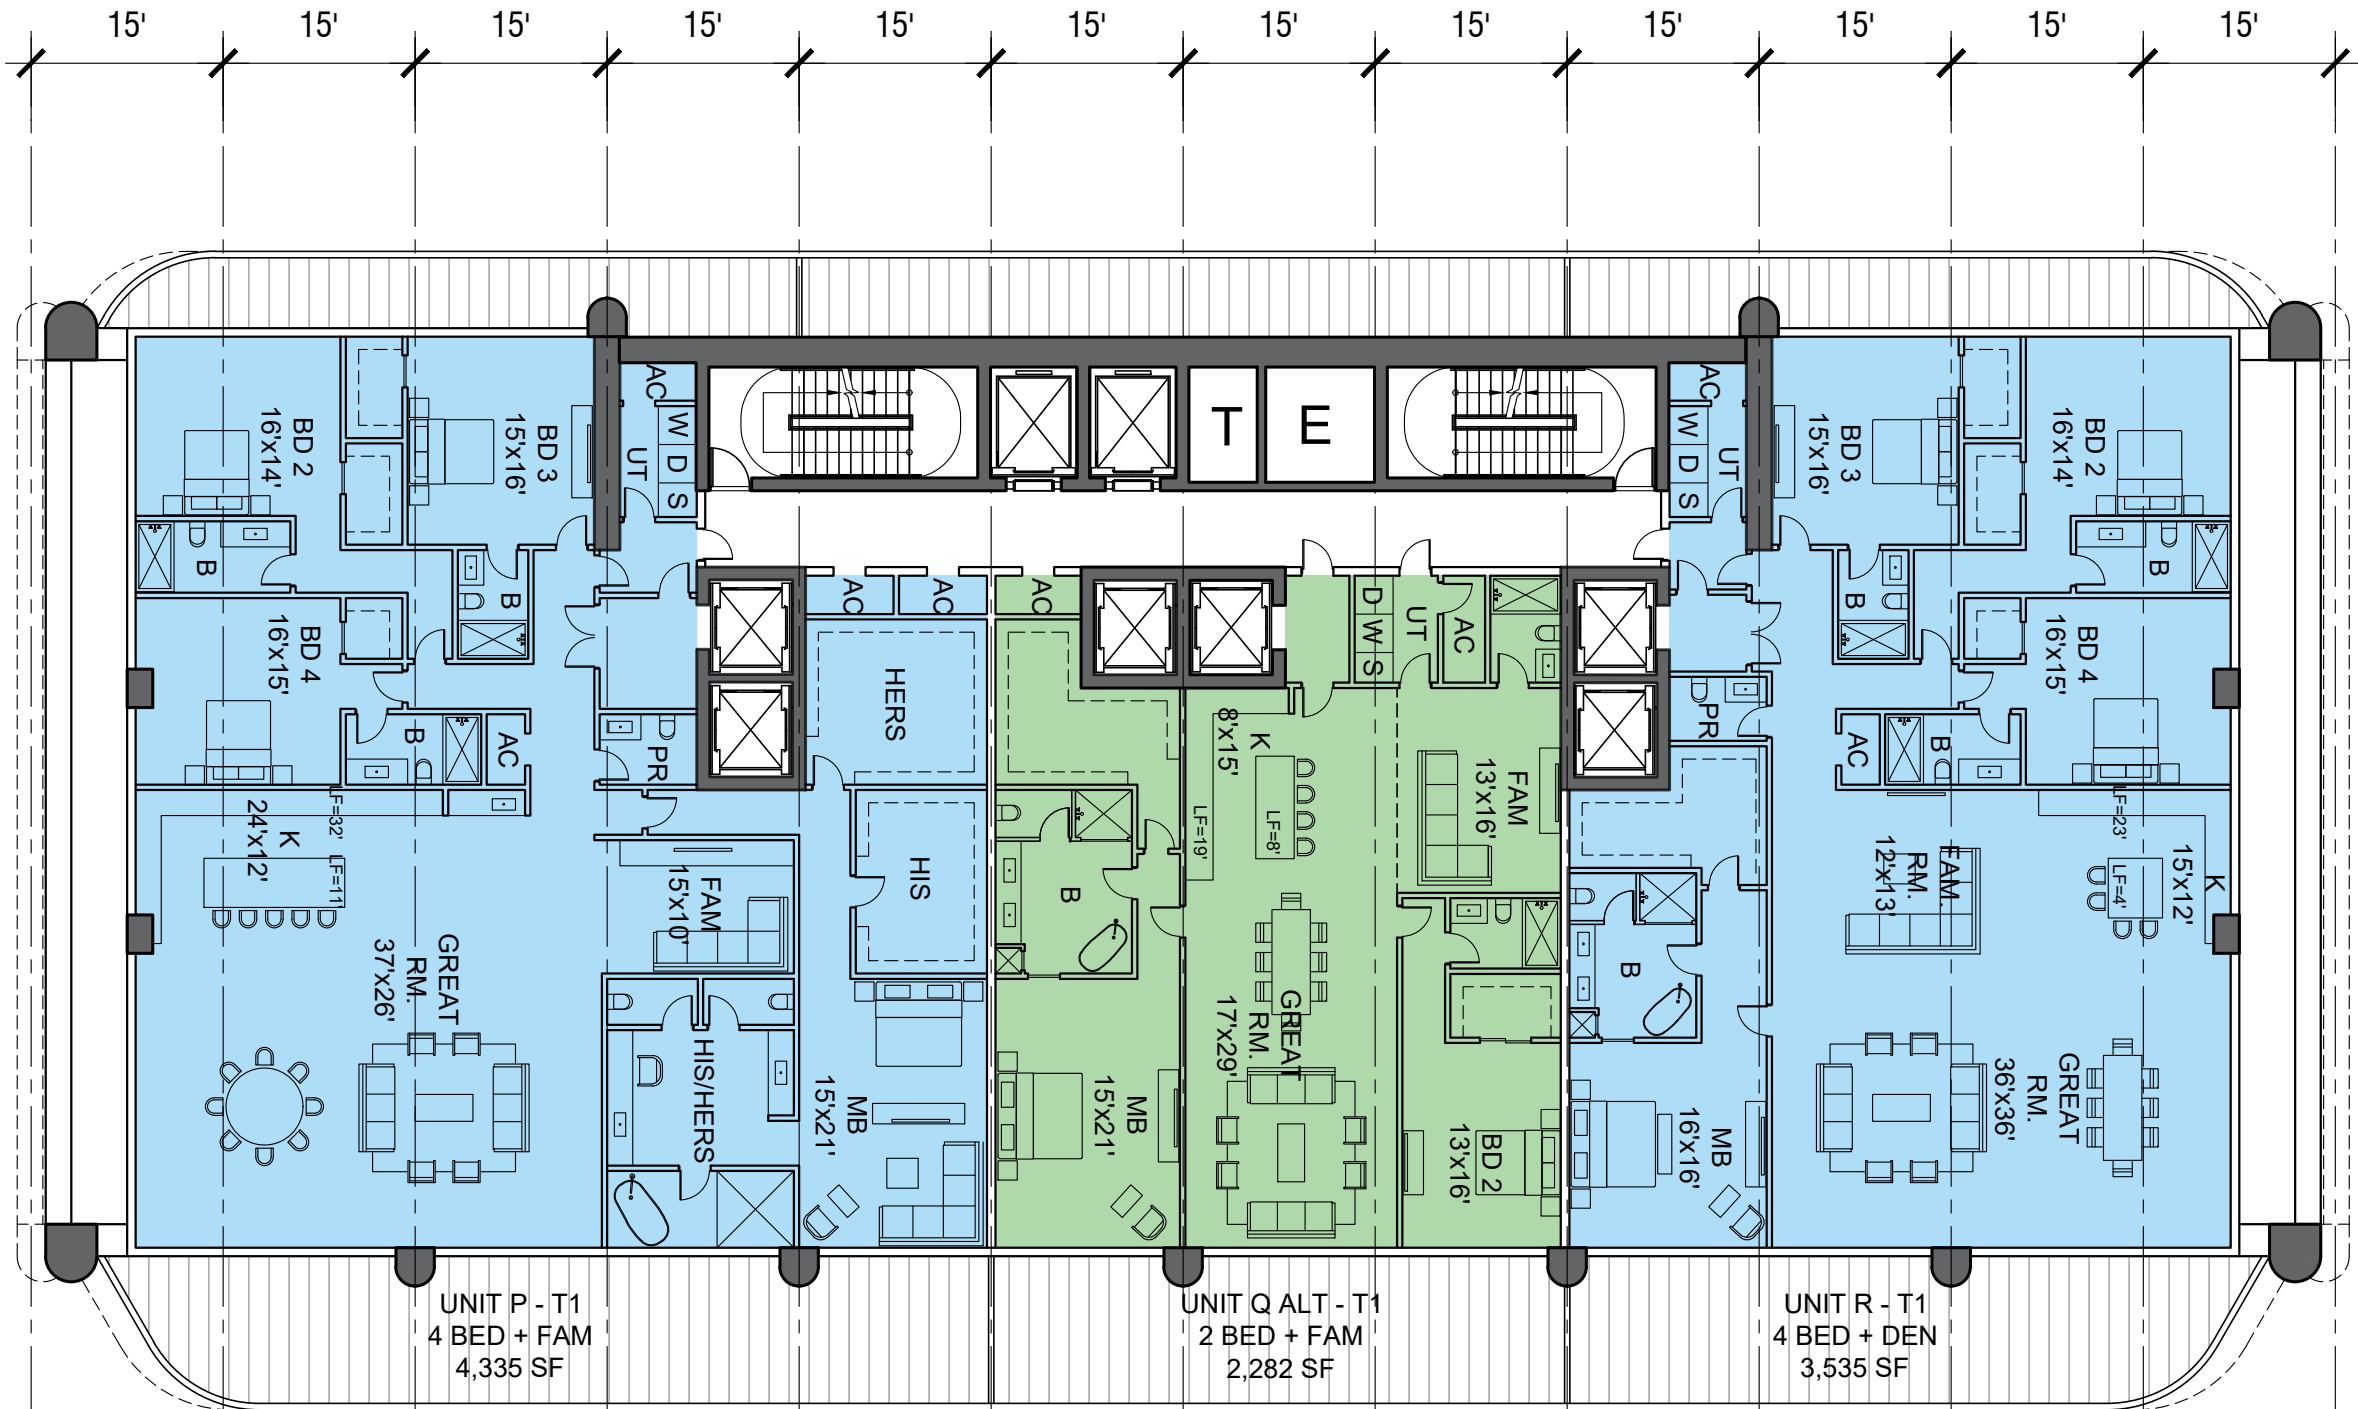 15' 15' 15' 15' 15' 15' 15' 15' 15' 15' 15' 15'
BD 2
16'x14'
BD 3
15'x16'
AC
W D S
UT
T
E
AC
W D S
UT
BD 3
15'x16'
BD 2
16'x14'
B
B
BD 4
16'x15'
B
AC
PR
AC
AC
AC
HERS
HIS
D W S
UT
AC
K
8'x15'
LF=19'
LF=8'
FAM
13'x16'
PR
B
B
BD 4
16'x15'
AC
B
K
24'x12'
LF=32'
LF=11'
FAM
15'x10'
GREAT
RM.
37'x26'
HIS/HERS
MB
15'x21'
B
MB
15'x21'
GREAT
RM.
17'x29'
BD 2
13'x16'
B
MB
16'x16'
FAM.
RM.
12'x13'
LF=23'
LF=4'
K
15'x12'
GREAT
RM.
36'x36'
UNIT P - T1
4 BED + FAM
4,335 SF
UNIT Q ALT - T1
2 BED + FAM
2,282 SF
UNIT R - T1
4 BED + DEN
3,535 SF